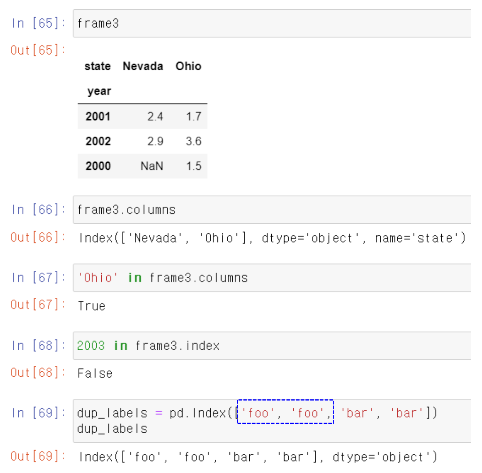 In [65]: frame3
Out[65]:
state Nevada Ohio
year
2001 2.4 1.7
2002 2.9 3.6
2000 NaN 1.5
In [66]: frame3.columns
Out[66]: Index(['Nevada', 'Ohio'], dtype='object', name='state')
In [67]: 'Ohio' in frame3.columns
Out[67]: True
In [68]: 2003 in frame3.index
Out[68]: False
In [69]: dup_labels = pd.Index(['foo', 'foo', 'bar', 'bar'])
dup_labels
Out[69]: Index(['foo', 'foo', 'bar', 'bar'], dtype='object')